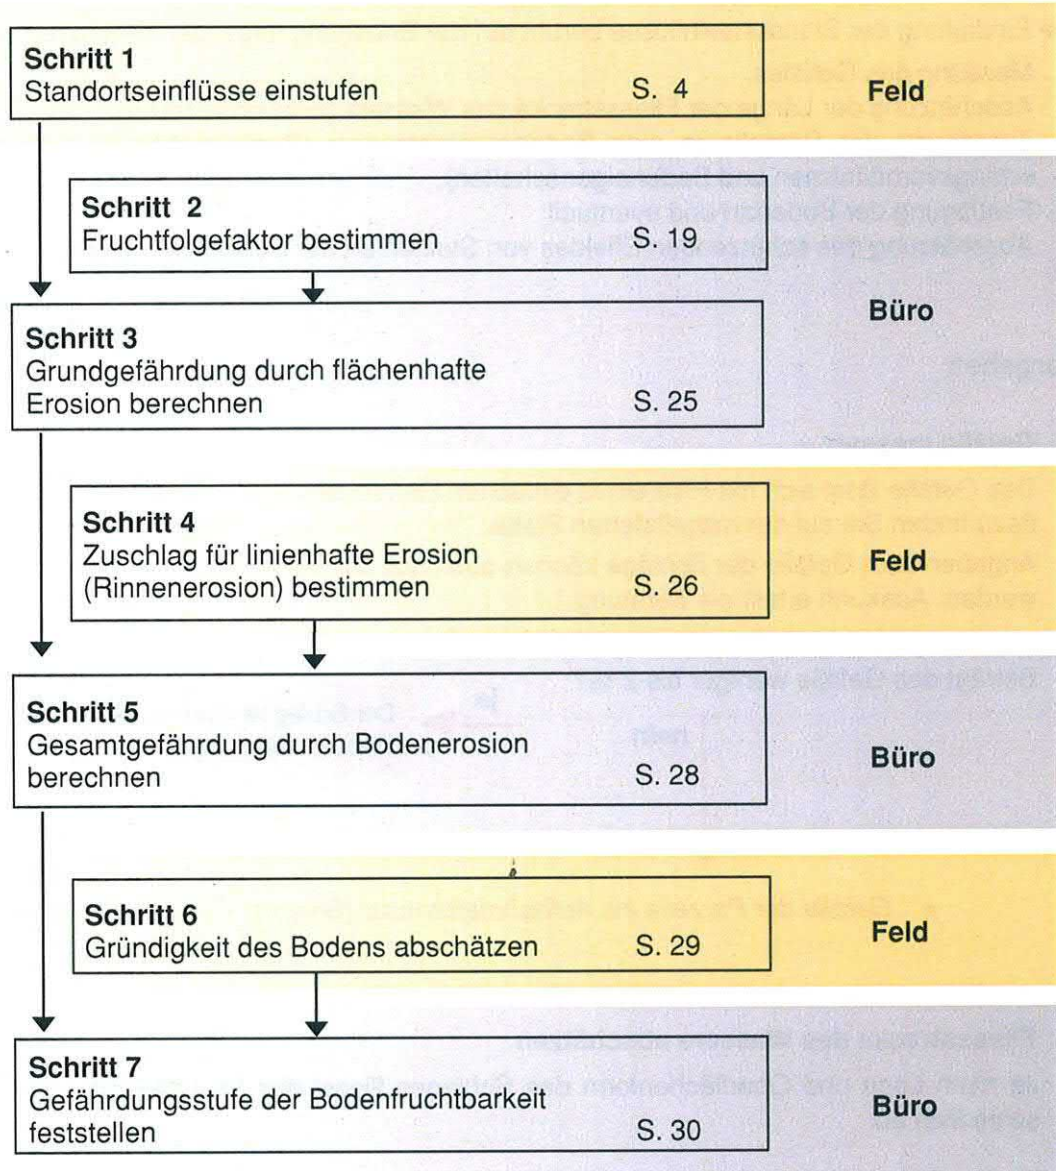 Schritt 1
Standortseinflüsse einstufen S. 4
Feld
Schritt 2
Fruchtfolgefaktor bestimmen S. 19
Büro
Schritt 3
Grundgefährdung durch flächenhafte
Erosion berechnen S. 25
Schritt 4
Zuschlag für linienhafte Erosion
(Rinnenerosion) bestimmen S. 26
Feld
Schritt 5
Gesamtgefährdung durch Bodenerosion
berechnen S. 28
Büro
Schritt 6
Gründigkeit des Bodens abschätzen S. 29
Feld
Schritt 7
Gefährdungsstufe der Bodenfruchtbarkeit
feststellen S. 30
Büro